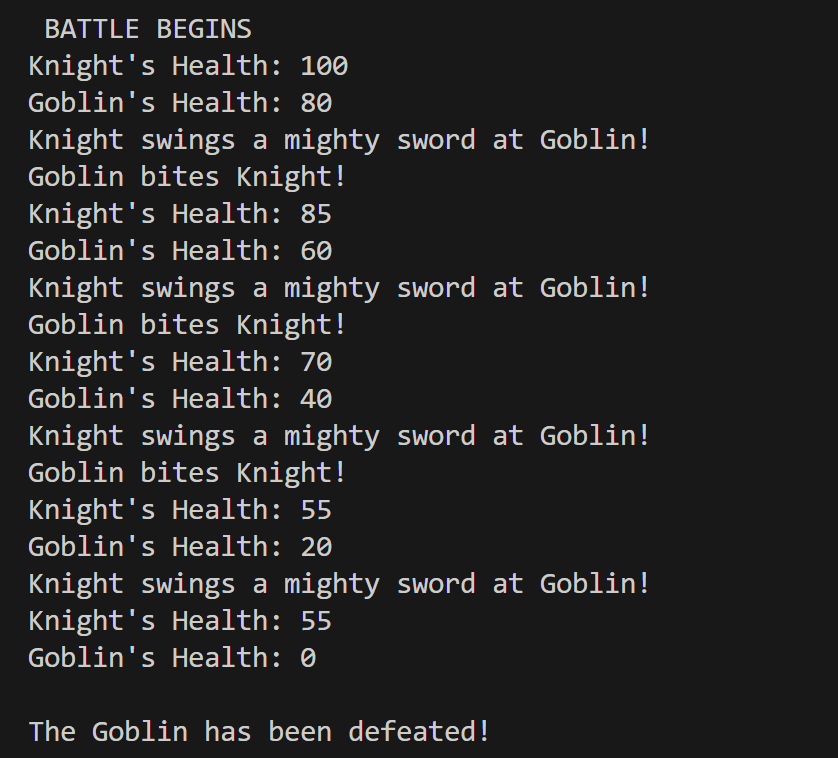 BATTLE BEGINS
Knight's Health: 100
Goblin's Health: 80
Knight swings a mighty sword at Goblin!
Goblin bites Knight!
Knight's Health: 85
Goblin's Health: 60
Knight swings a mighty sword at Goblin!
Goblin bites Knight!
Knight's Health: 70
Goblin's Health: 40
Knight swings a mighty sword at Goblin!
Goblin bites Knight!
Knight's Health: 55
Goblin's Health: 20
Knight swings a mighty sword at Goblin!
Knight's Health: 55
Goblin's Health: 0
The Goblin has been defeated!